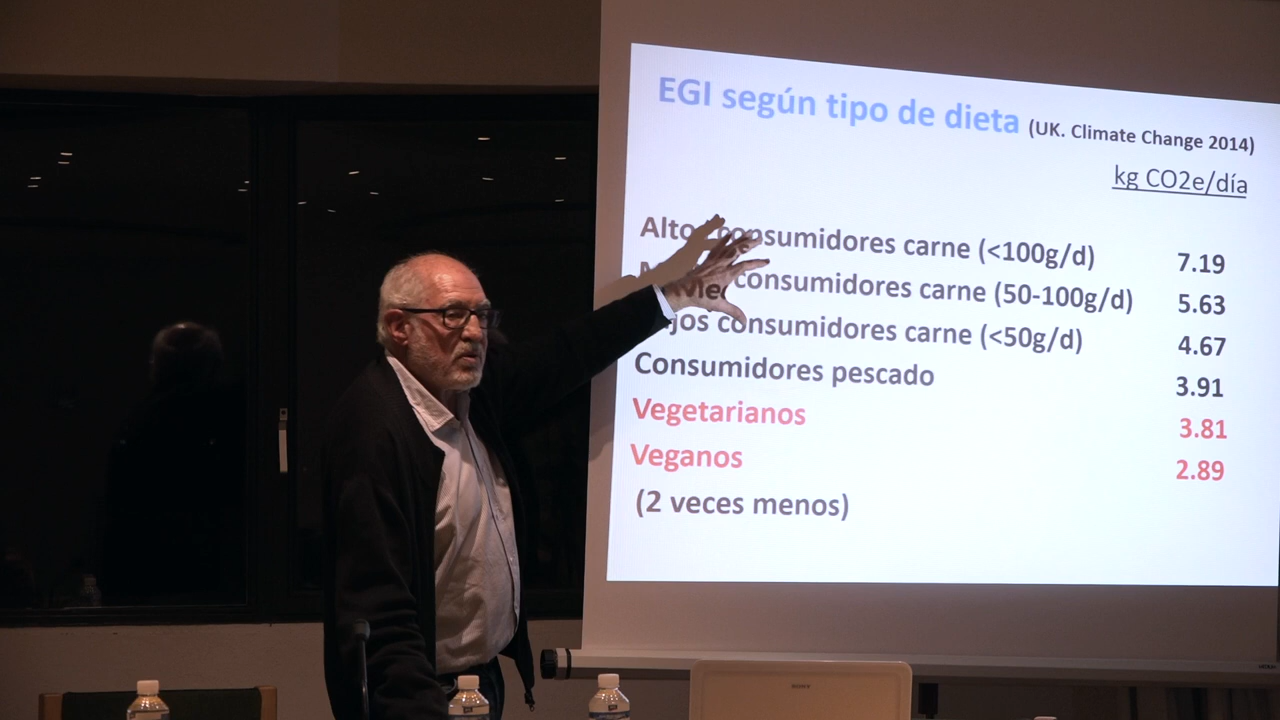 EGI según tipo de dieta (UK. Climate Change 2014)
kg CO2e/día
Alto consumidores carne (<100g/d) 7.19
consumidores carne (50-100g/d) 5.63
consumidores carne (<50g/d) 4.67
Consumidores pescado 3.91
Vegetarianos 3.81
Veganos 2.89
(2 veces menos)
SONY